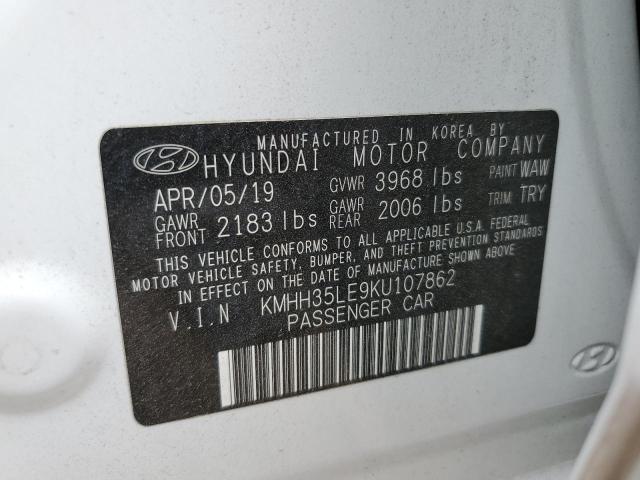 MANUFACTURED IN KOREA BY
HYUNDAI MOTOR COMPANY
APR/05/19 GVWR 3968 lbs PAINT WAW
GAWR FRONT 2183 lbs GAWR REAR 2006 lbs TRIM TRY
THIS VEHICLE CONFORMS TO ALL APPLICABLE U.S.A. FEDERAL
MOTOR VEHICLE SAFETY, BUMPER, AND THEFT PREVENTION STANDARDS
IN EFFECT ON THE DATE OF MANUFACTURE SHOWN ABOVE
V.I.N KMHH35LE9KU107862
PASSENGER CAR